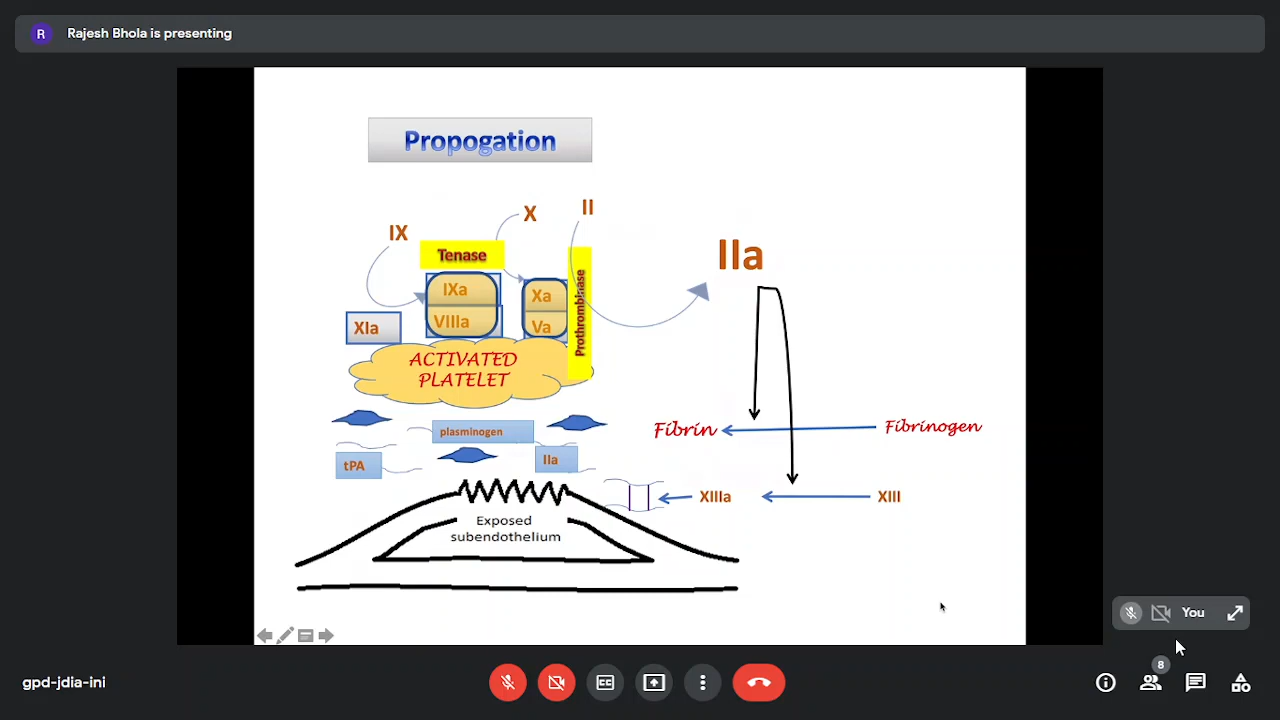 R Rajesh Bhola is presenting
Propogation
IX
X
II
Tenase
IIa
IXa
VIIIa
Xa
Va
Prothrombinase
XIa
ACTIVATED
PLATELET
plasminogen
tPA
IIa
Fibrin
Fibrinogen
XIIIa
XIII
Exposed
subendothelium
You
8
gpd-jdia-ini
CC